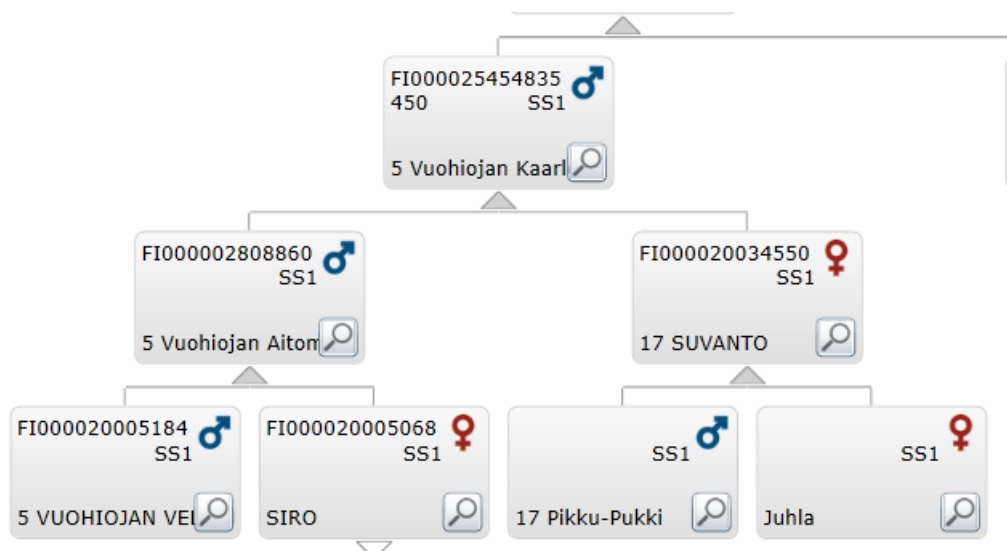 FI000025454835
450 SS1
5 Vuohiojan Kaarl
FI000002808860
SS1
5 Vuohiojan Aitom
FI000020034550
SS1
17 SUVANTO
FI000020005184
SS1
5 VUOHIOJAN VEL
FI000020005068
SS1
SIRO
SS1
17 Pikku-Pukki
SS1
Juhla